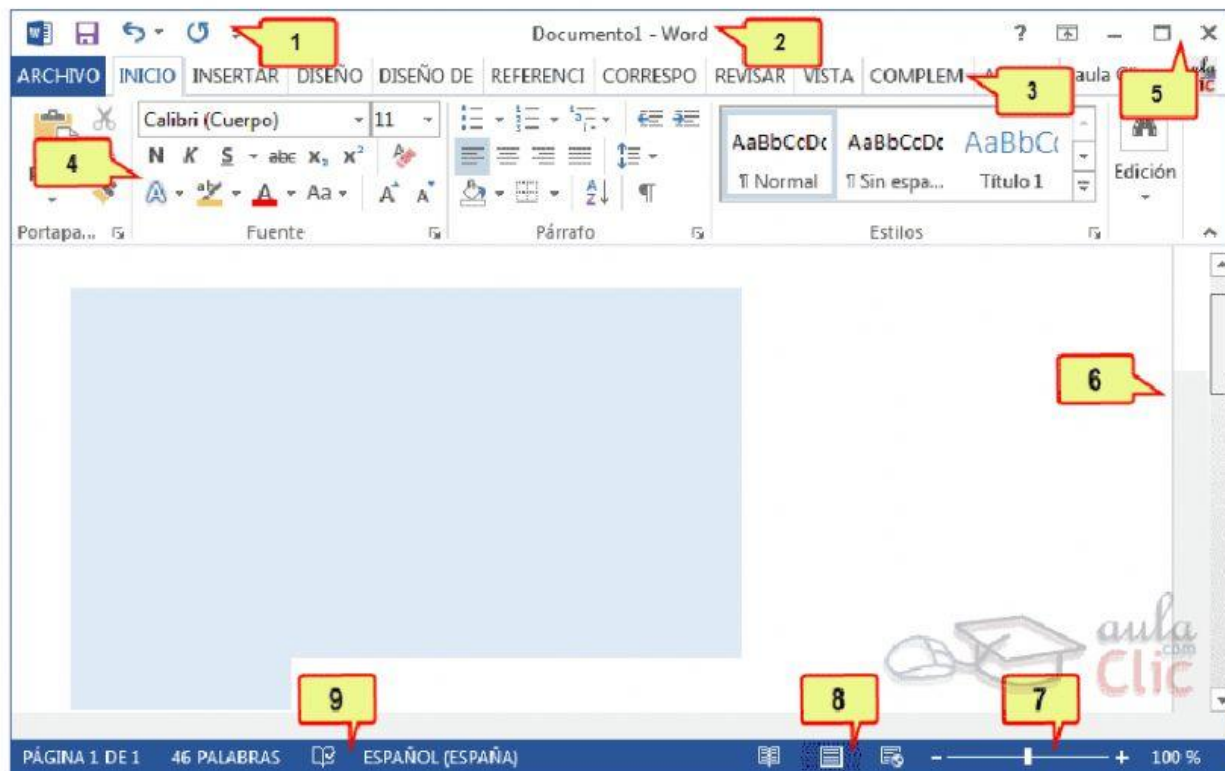 1 Documento1 - Word 2 ?
ARCHIVO INICIO INSERTAR DISEÑO DISEÑO DE REFERENCI CORRESPO REVISAR VISTA COMPLEM 3 5
Calibri (Cuerpo) 11
4 N K S abc x₂ x² A
A aby A Aa A A
AaBbCcDc AaBbCcDc AaBbC
¶ Normal ¶ Sin espa... Título 1
Edición
Portapa... Fuente Párrafo Estilos
6
aula
.com
Clic
9 8 7
PÁGINA 1 DE 1 46 PALABRAS ESPAÑOL (ESPAÑA) - + 100 %